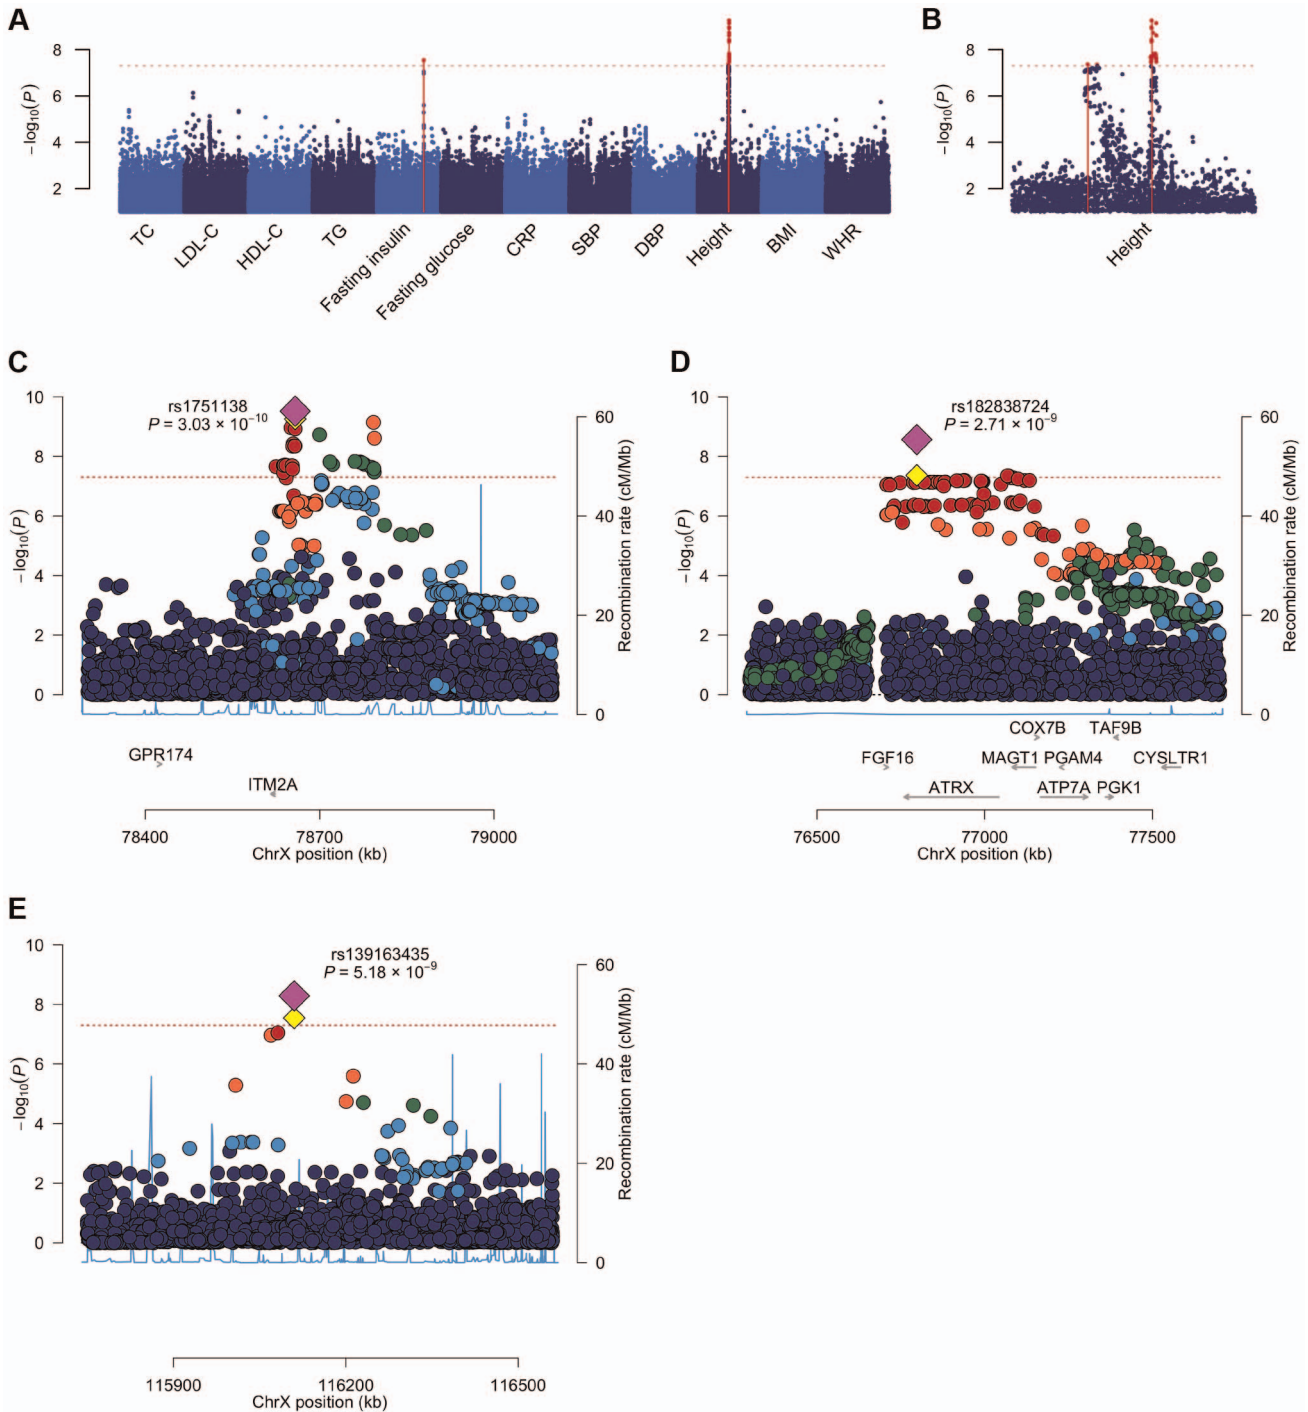 A
8
6
4
2
−log10(P)
TC
LDL-C
HDL-C
TG
Fasting insulin
Fasting glucose
CRP
SBP
DBP
Height
BMI
WHR
B
8
6
4
2
−log10(P)
Height
C
10
8
6
4
2
0
−log10(P)
rs1751138
P = 3.03 × 10−10
60
40
20
0
Recombination rate (cM/Mb)
GPR174
ITM2A
78400 78700 79000
ChrX position (kb)
D
10
8
6
4
2
0
−log10(P)
rs182838724
P = 2.71 × 10−9
60
40
20
0
Recombination rate (cM/Mb)
COX7B TAF9B
FGF16 MAGT1 PGAM4 CYSLTR1
ATRX ATP7A PGK1
76500 77000 77500
ChrX position (kb)
E
10
8
6
4
2
0
−log10(P)
rs139163435
P = 5.18 × 10−9
60
40
20
0
Recombination rate (cM/Mb)
115900 116200 116500
ChrX position (kb)